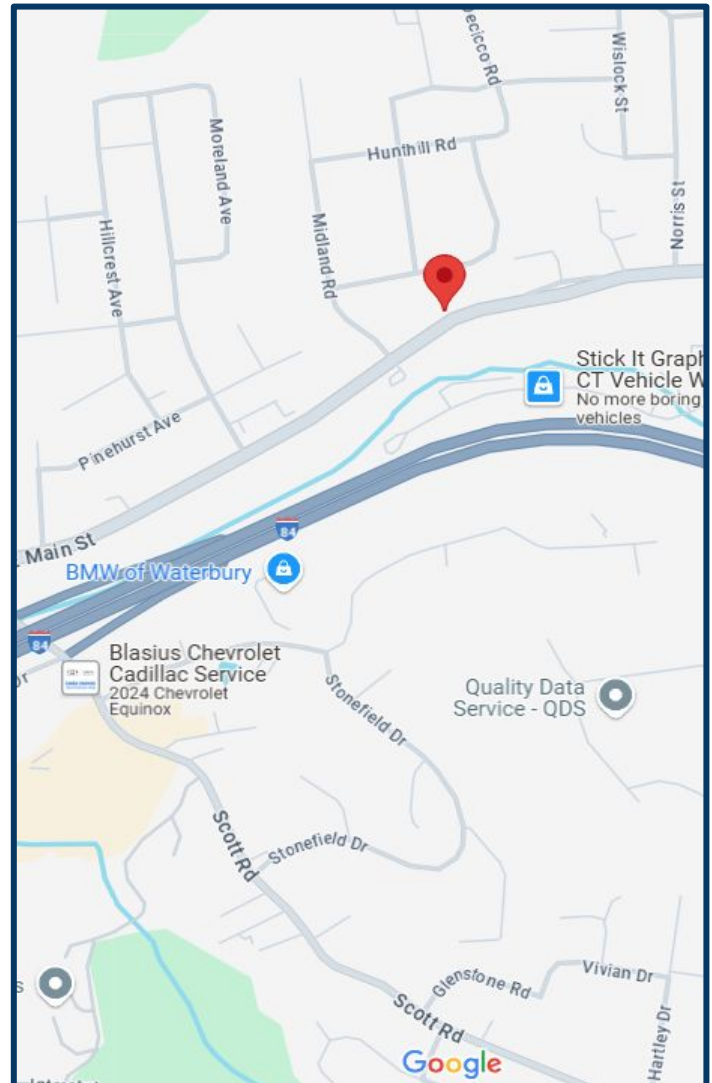 Decicco Rd
Wislock St
Moreland Ave
Hunthill Rd
Hillcrest Ave
Midland Rd
Norris St
Stick It Graph
CT Vehicle W
No more boring
vehicles
Pinehurst Ave
Main St
84
BMW of Waterbury
84
Blasius Chevrolet
Cadillac Service
2024 Chevrolet
Equinox
Dr
Stonefield Dr
Quality Data
Service - QDS
Scott Rd
Stonefield Dr
s
Glenstone Rd
Vivian Dr
Scott Rd
Hartley Dr
Google